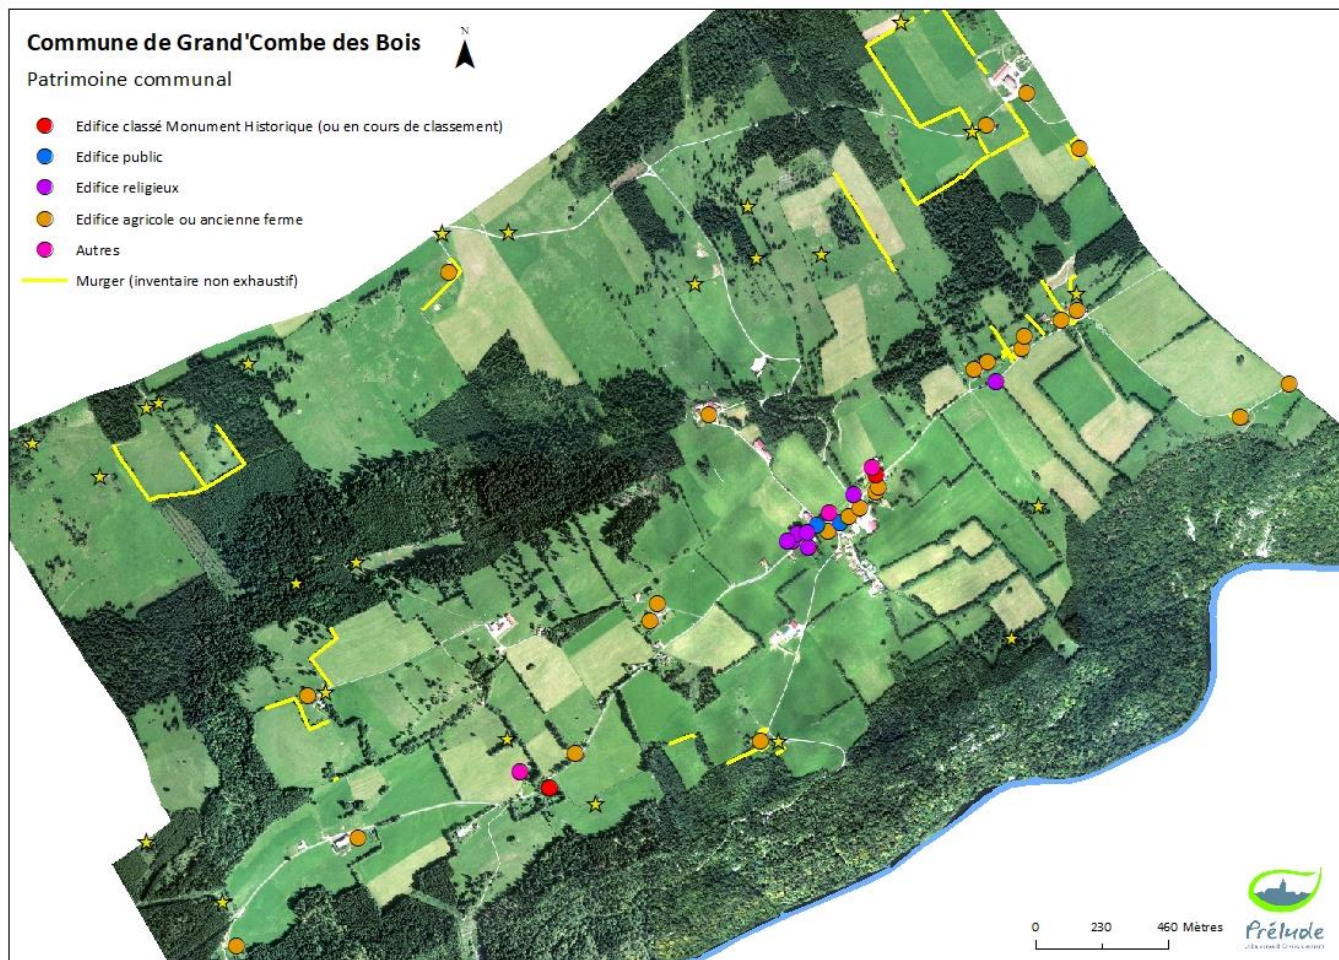 Commune de Grand'Combe des Bois
N
Patrimoine communal
Edifice classé Monument Historique (ou en cours de classement)
Edifice public
Edifice religieux
Edifice agricole ou ancienne ferme
Autres
Murger (inventaire non exhaustif)
0 230 460 Mètres
Prélude